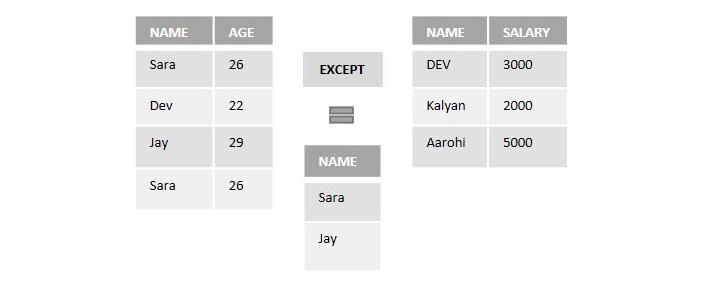 NAME AGE
Sara 26
Dev 22
Jay 29
Sara 26
EXCEPT
NAME
Sara
Jay
NAME SALARY
DEV 3000
Kalyan 2000
Aarohi 5000